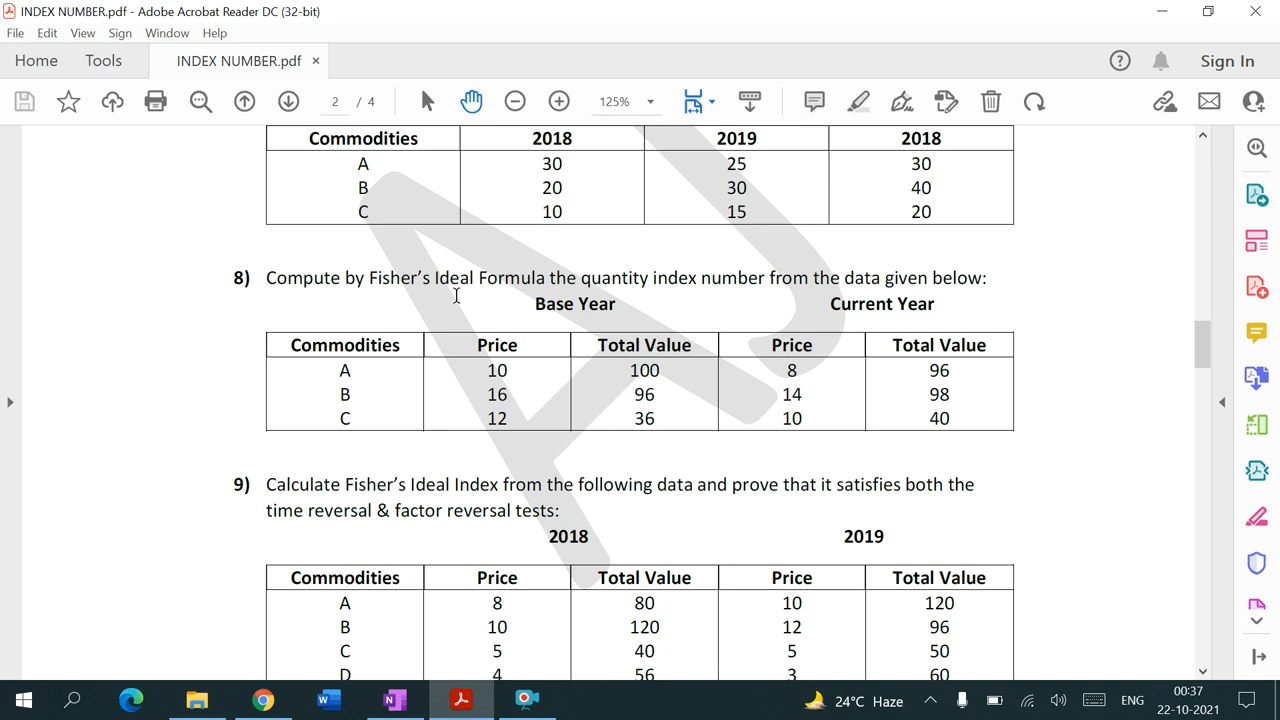 INDEX NUMBER.pdf - Adobe Acrobat Reader DC (32-bit)
File Edit View Sign Window Help
Home Tools INDEX NUMBER.pdf × Sign In
2 / 4 125%
Commodities 2018 2019 2018
A 30 25 30
B 20 30 40
C 10 15 20
8) Compute by Fisher's Ideal Formula the quantity index number from the data given below:
Base Year Current Year
Commodities Price Total Value Price Total Value
A 10 100 8 96
B 16 96 14 98
C 12 36 10 40
9) Calculate Fisher's Ideal Index from the following data and prove that it satisfies both the
time reversal & factor reversal tests:
2018 2019
Commodities Price Total Value Price Total Value
A 8 80 10 120
B 10 120 12 96
C 5 40 5 50
D 4 56 3 60
AJ
24°C Haze ENG 00:37
22-10-2021